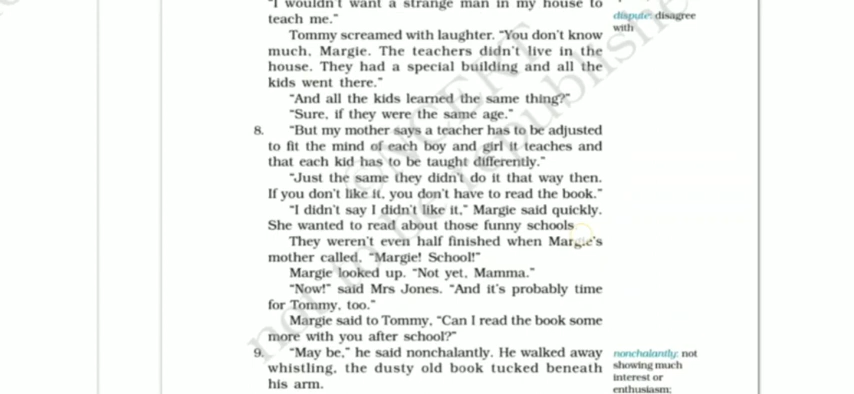 "I wouldn't want a strange man in my house to
teach me."
Tommy screamed with laughter. "You don't know
much, Margie. The teachers didn't live in the
house. They had a special building and all the
kids went there."
"And all the kids learned the same thing?"
"Sure, if they were the same age."
8. "But my mother says a teacher has to be adjusted
to fit the mind of each boy and girl it teaches and
that each kid has to be taught differently."
"Just the same they didn't do it that way then.
If you don't like it, you don't have to read the book."
"I didn't say I didn't like it," Margie said quickly.
She wanted to read about those funny schools.
They weren't even half finished when Margie's
mother called, "Margie! School!"
Margie looked up. "Not yet, Mamma."
"Now!" said Mrs Jones. "And it's probably time
for Tommy, too."
Margie said to Tommy, "Can I read the book some
more with you after school?"
9. "May be," he said nonchalantly. He walked away
whistling, the dusty old book tucked beneath
his arm.
dispute: disagree
with
nonchalantly: not
showing much
interest or
enthusiasm;
© NCERT
not to be republished